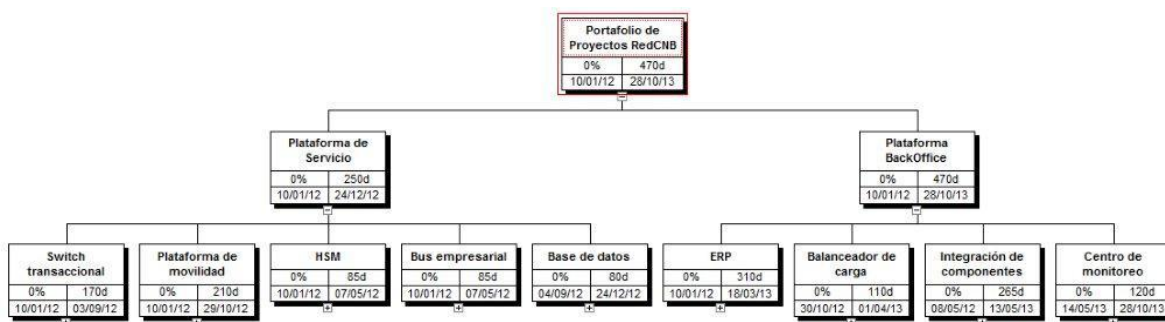 Portafolio de
Proyectos RedCNB
0% 470d
10/01/12 28/10/13
Plataforma de
Servicio
0% 250d
10/01/12 24/12/12
Plataforma
BackOffice
0% 470d
10/01/12 28/10/13
Switch
transaccional
0% 170d
10/01/12 03/09/12
Plataforma de
movilidad
0% 210d
10/01/12 29/10/12
HSM
0% 85d
10/01/12 07/05/12
Bus empresarial
0% 85d
10/01/12 07/05/12
Base de datos
0% 80d
04/09/12 24/12/12
ERP
0% 310d
10/01/12 18/03/13
Balanceador de
carga
0% 110d
30/10/12 01/04/13
Integración de
componentes
0% 265d
08/05/12 13/05/13
Centro de
monitoreo
0% 120d
14/05/13 28/10/13